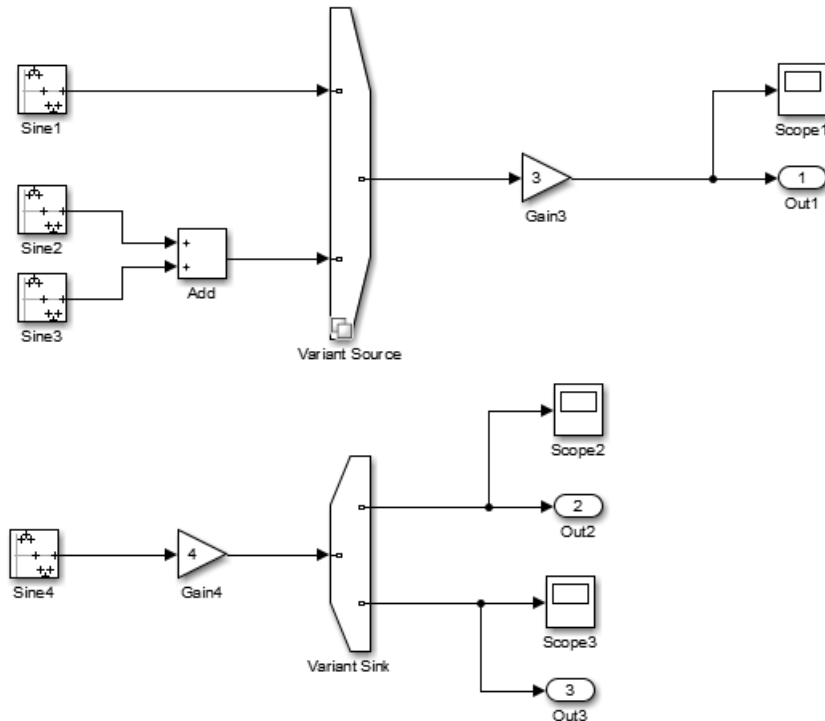 Sine1
Scope1
3
Gain3
1
Out1
Sine2
+
+
Add
Sine3
Variant Source
Scope2
2
Out2
Sine4
4
Gain4
Scope3
Variant Sink
3
Out3